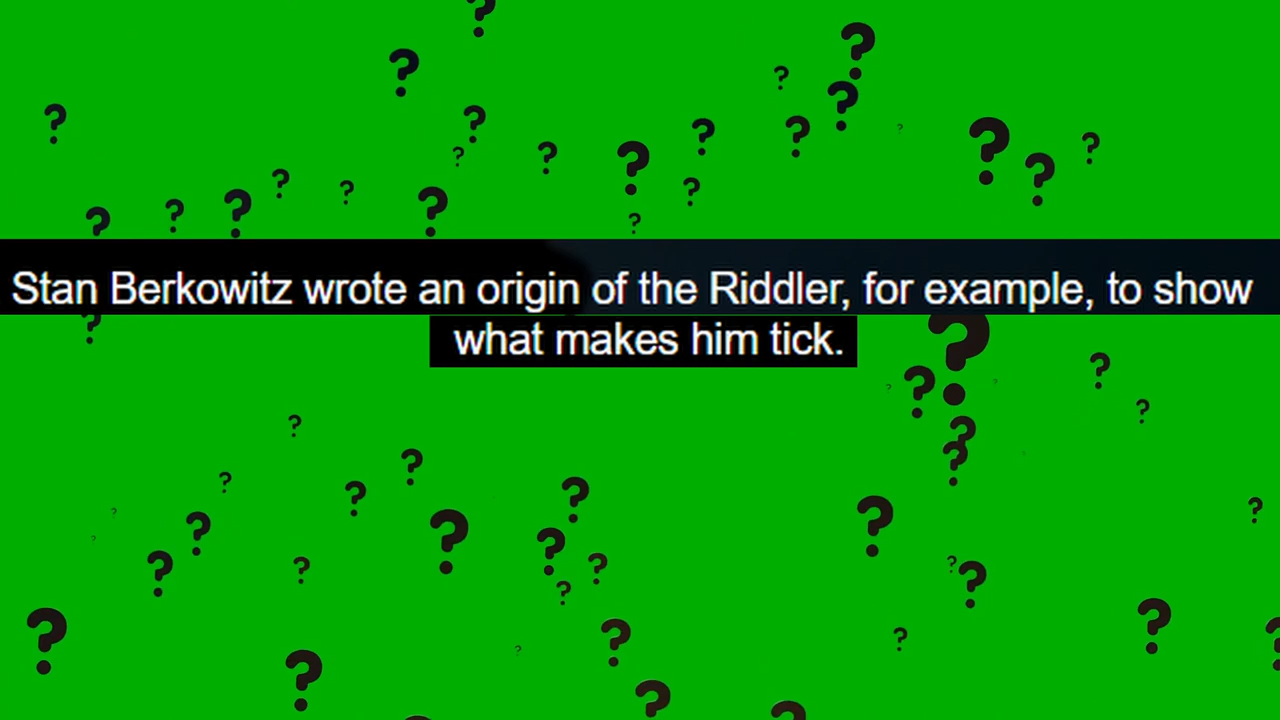 Stan Berkowitz wrote an origin of the Riddler, for example, to show
what makes him tick.